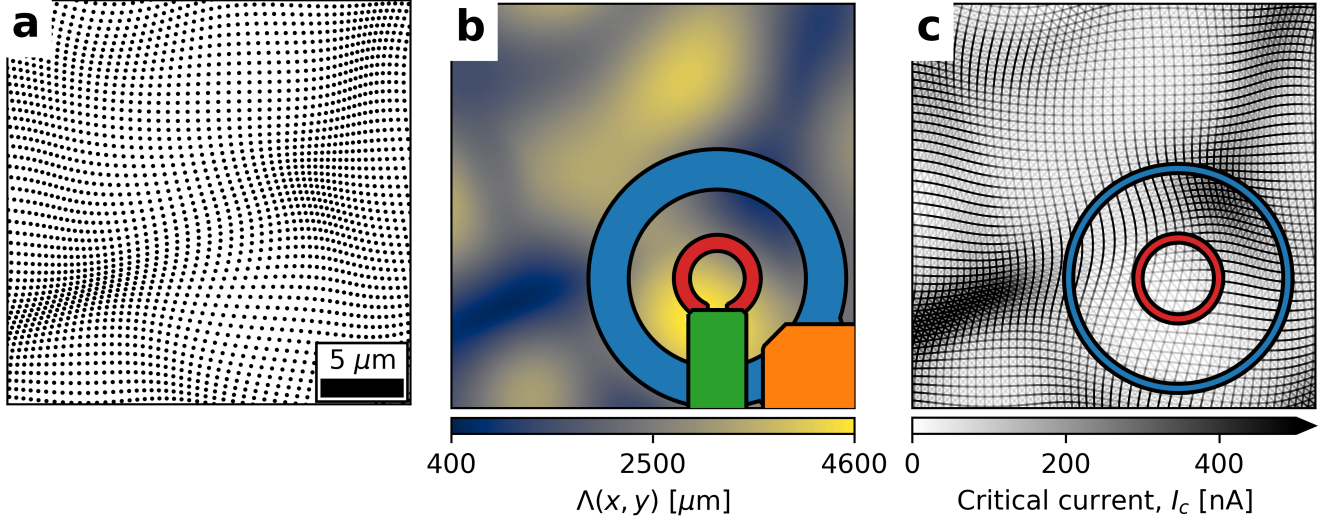 a
b
c
5 μm
400 2500 4600
Λ(x, y) [μm]
0 200 400
Critical current, I_c [nA]